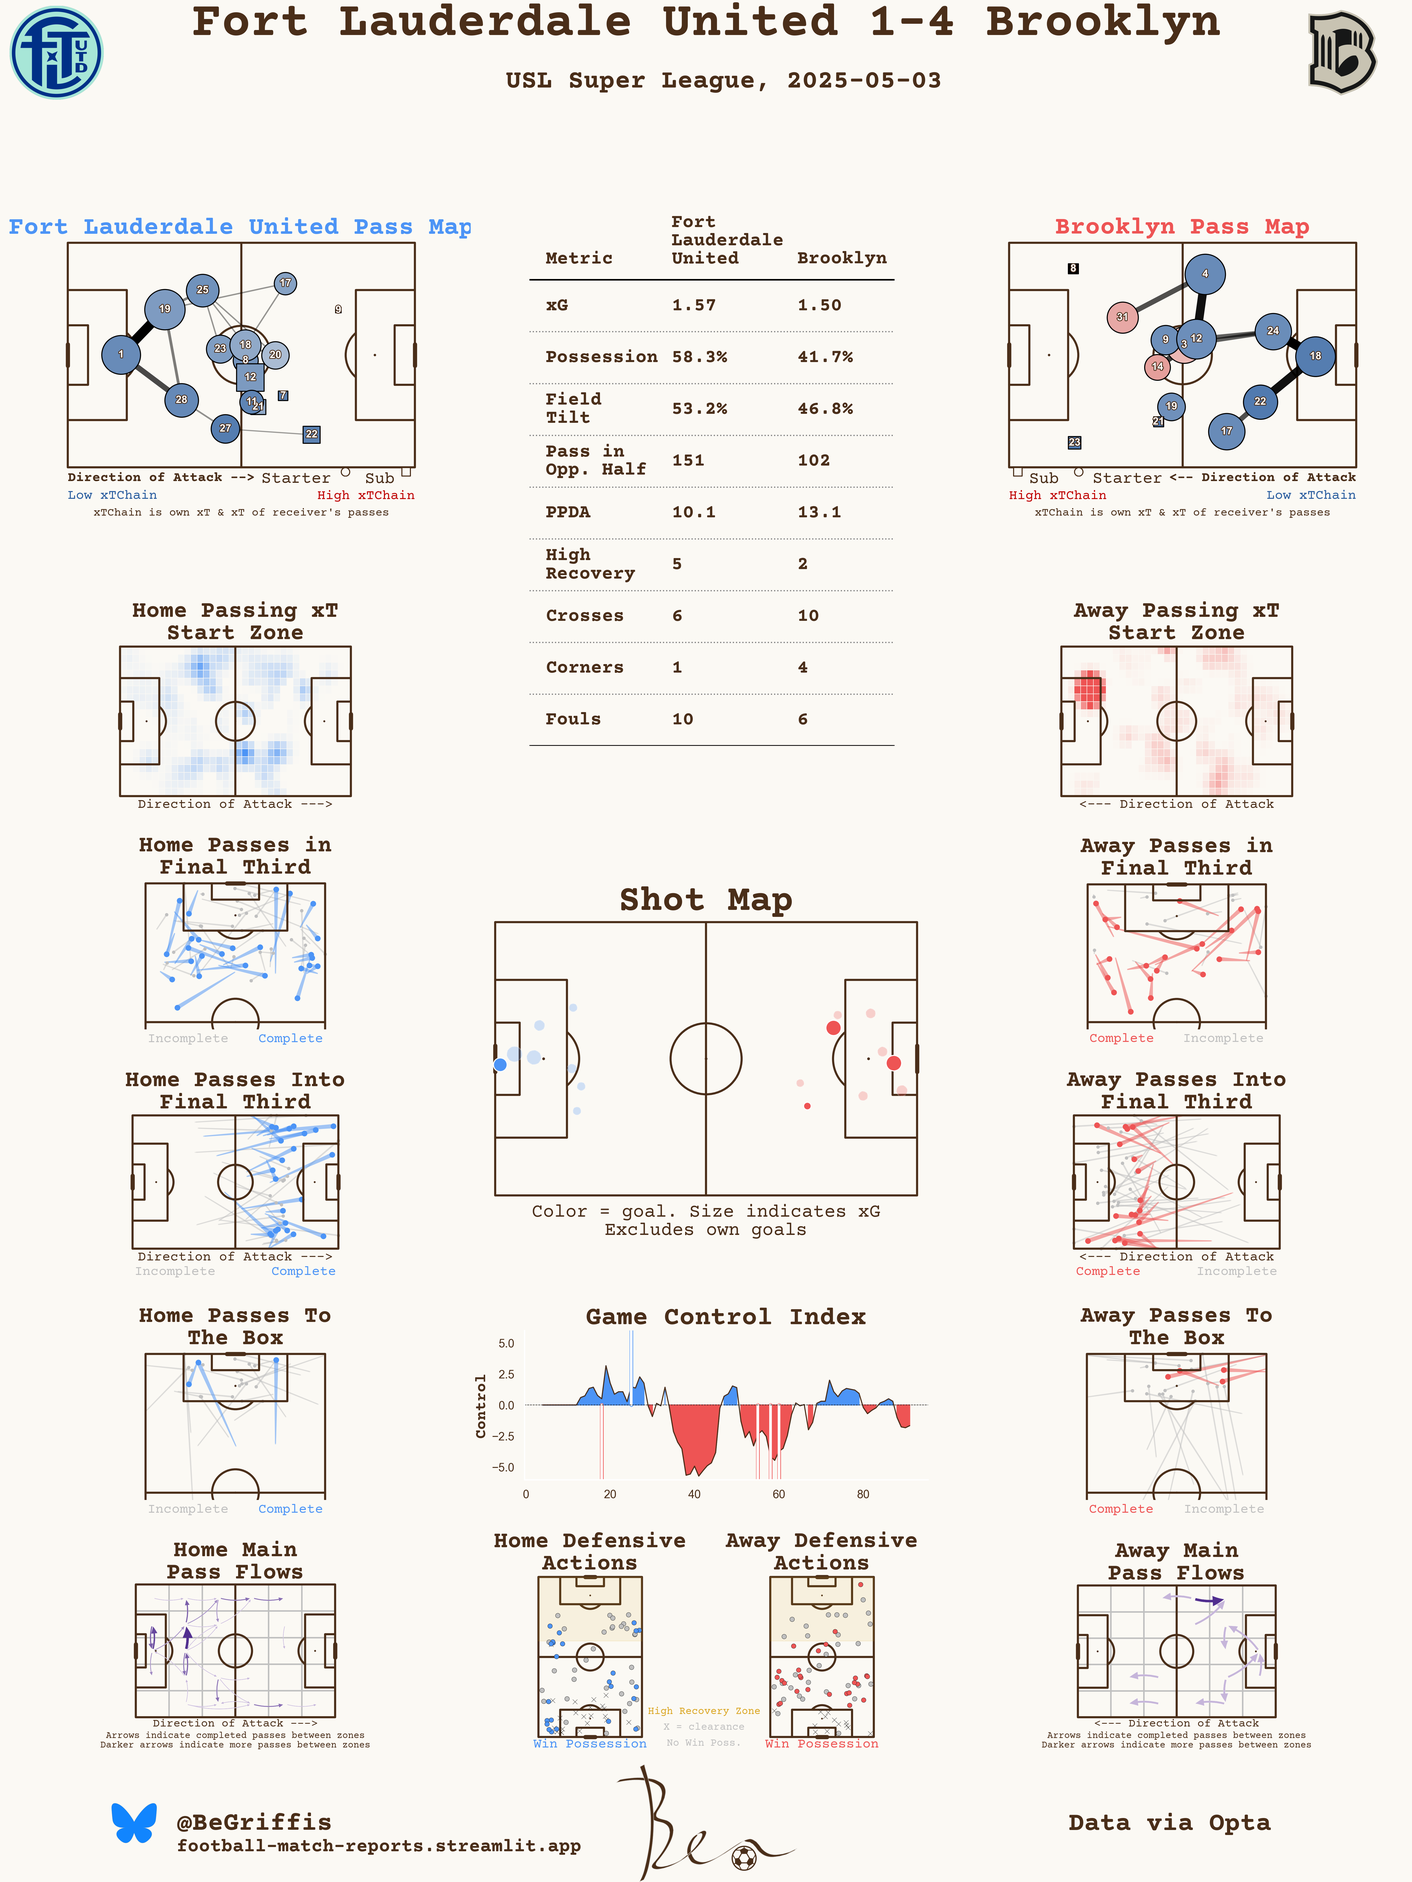 Fort Lauderdale United 1-4 Brooklyn
USL Super League, 2025-05-03
FTL UTD
B
Fort Lauderdale United Pass Map
1
19
25
28
27
23
18
8
20
12
11
21
7
22
17
9
Direction of Attack --> Starter Sub
Low xTChain High xTChain
xTChain is own xT & xT of receiver's passes
Metric Fort Lauderdale United Brooklyn
xG 1.57 1.50
Possession 58.3% 41.7%
Field Tilt 53.2% 46.8%
Pass in Opp. Half 151 102
PPDA 10.1 13.1
High Recovery 5 2
Crosses 6 10
Corners 1 4
Fouls 10 6
Brooklyn Pass Map
8
4
31
9
3
12
24
18
14
19
21
22
17
23
Sub Starter <-- Direction of Attack
High xTChain Low xTChain
xTChain is own xT & xT of receiver's passes
Home Passing xT
Start Zone
Direction of Attack --->
Away Passing xT
Start Zone
<--- Direction of Attack
Home Passes in
Final Third
Incomplete Complete
Shot Map
Color = goal. Size indicates xG
Excludes own goals
Away Passes in
Final Third
Complete Incomplete
Home Passes Into
Final Third
Direction of Attack --->
Incomplete Complete
Away Passes Into
Final Third
<--- Direction of Attack
Complete Incomplete
Home Passes To
The Box
Incomplete Complete
Game Control Index
Control
5.0
2.5
0.0
−2.5
−5.0
0 20 40 60 80
Away Passes To
The Box
Complete Incomplete
Home Main
Pass Flows
Direction of Attack --->
Arrows indicate completed passes between zones
Darker arrows indicate more passes between zones
Home Defensive
Actions
Win Possession
High Recovery Zone
X = clearance
No Win Poss.
Away Defensive
Actions
Win Possession
Away Main
Pass Flows
<--- Direction of Attack
Arrows indicate completed passes between zones
Darker arrows indicate more passes between zones
@BeGriffis
football-match-reports.streamlit.app
Ben
Data via Opta